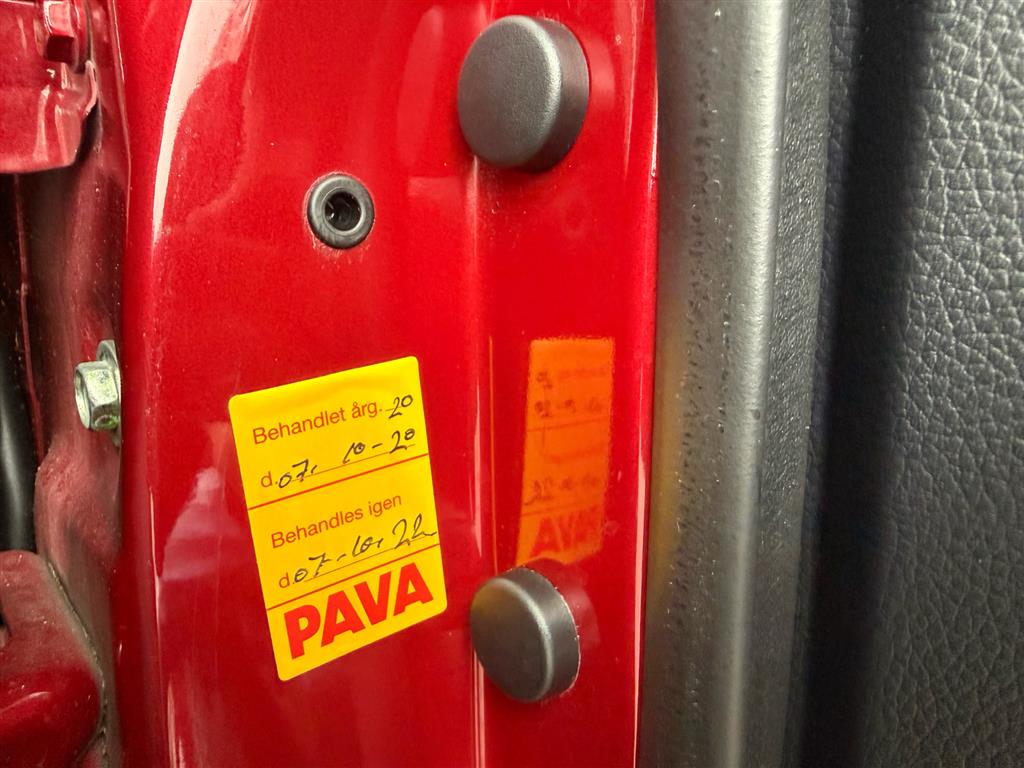 Behandlet årg. 20
d. 07. 10-20
Behandles igen
d. 07-10-22
PAVA